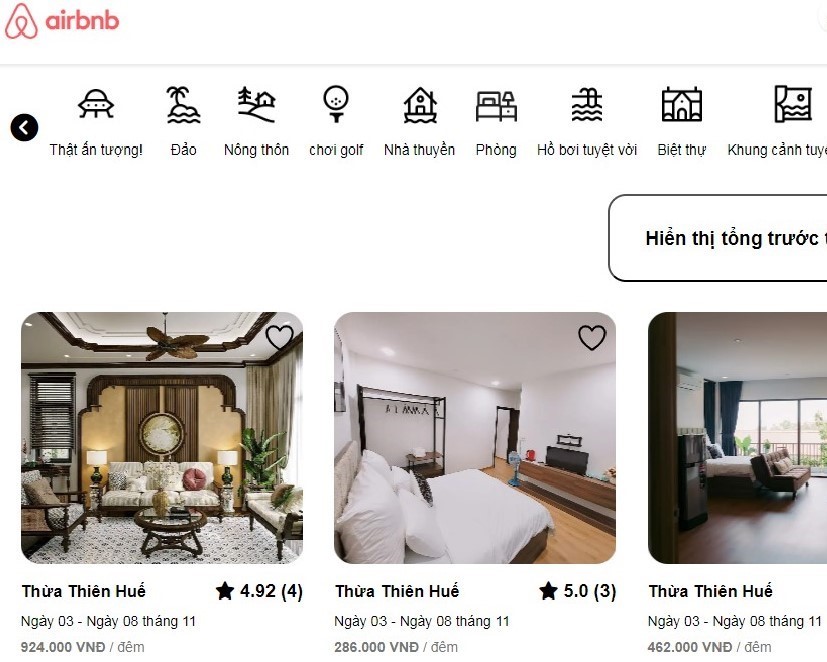 airbnb
Thật ấn tượng!
Đảo
Nông thôn
chơi golf
Nhà thuyền
Phòng
Hồ bơi tuyệt vời
Biệt thự
Khung cảnh
Hiển thị tổng trước
Thừa Thiên Huế 4.92 (4)
Ngày 03 - Ngày 08 tháng 11
924.000 VNĐ / đêm
Thừa Thiên Huế 5.0 (3)
Ngày 03 - Ngày 08 tháng 11
286.000 VNĐ / đêm
Thừa Thiên Huế
Ngày 03 - Ngày 08 tháng 11
462.000 VNĐ / đêm